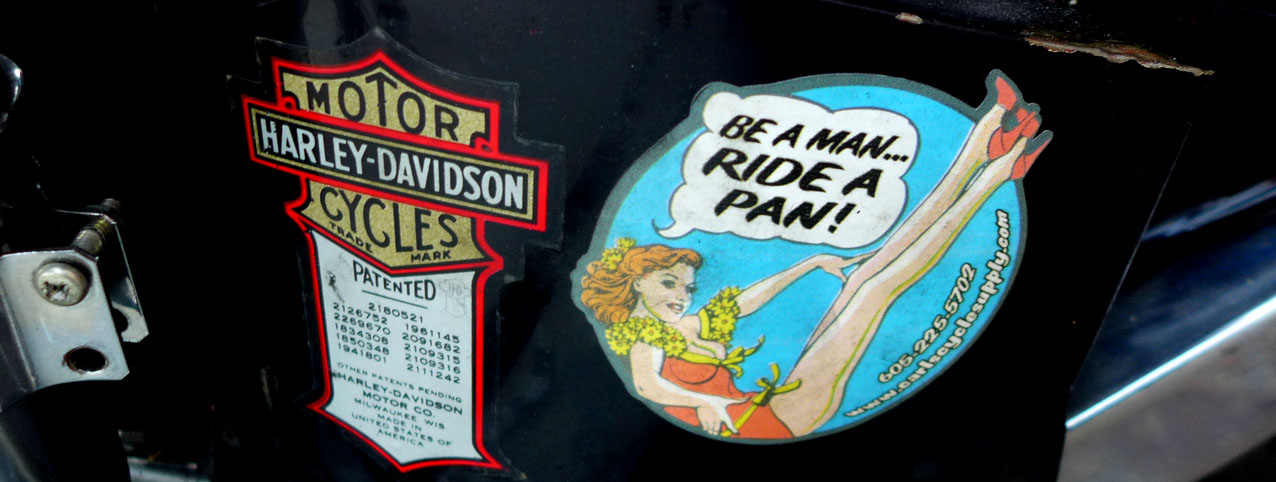 MOTOR
HARLEY-DAVIDSON
CYCLES
TRADE MARK
PATENTED
2180521
2126752 1961145
2269670 2091682
1834308 2109315
1850348 2109316
1941801 2111242
OTHER PATENTS PENDING
HARLEY-DAVIDSON
MOTOR CO.
MILWAUKEE WIS
MADE IN
UNITED STATES OF
AMERICA
BE A MAN...
RIDE A
PAN!
605-225-5702
www.carlscyclesupply.com